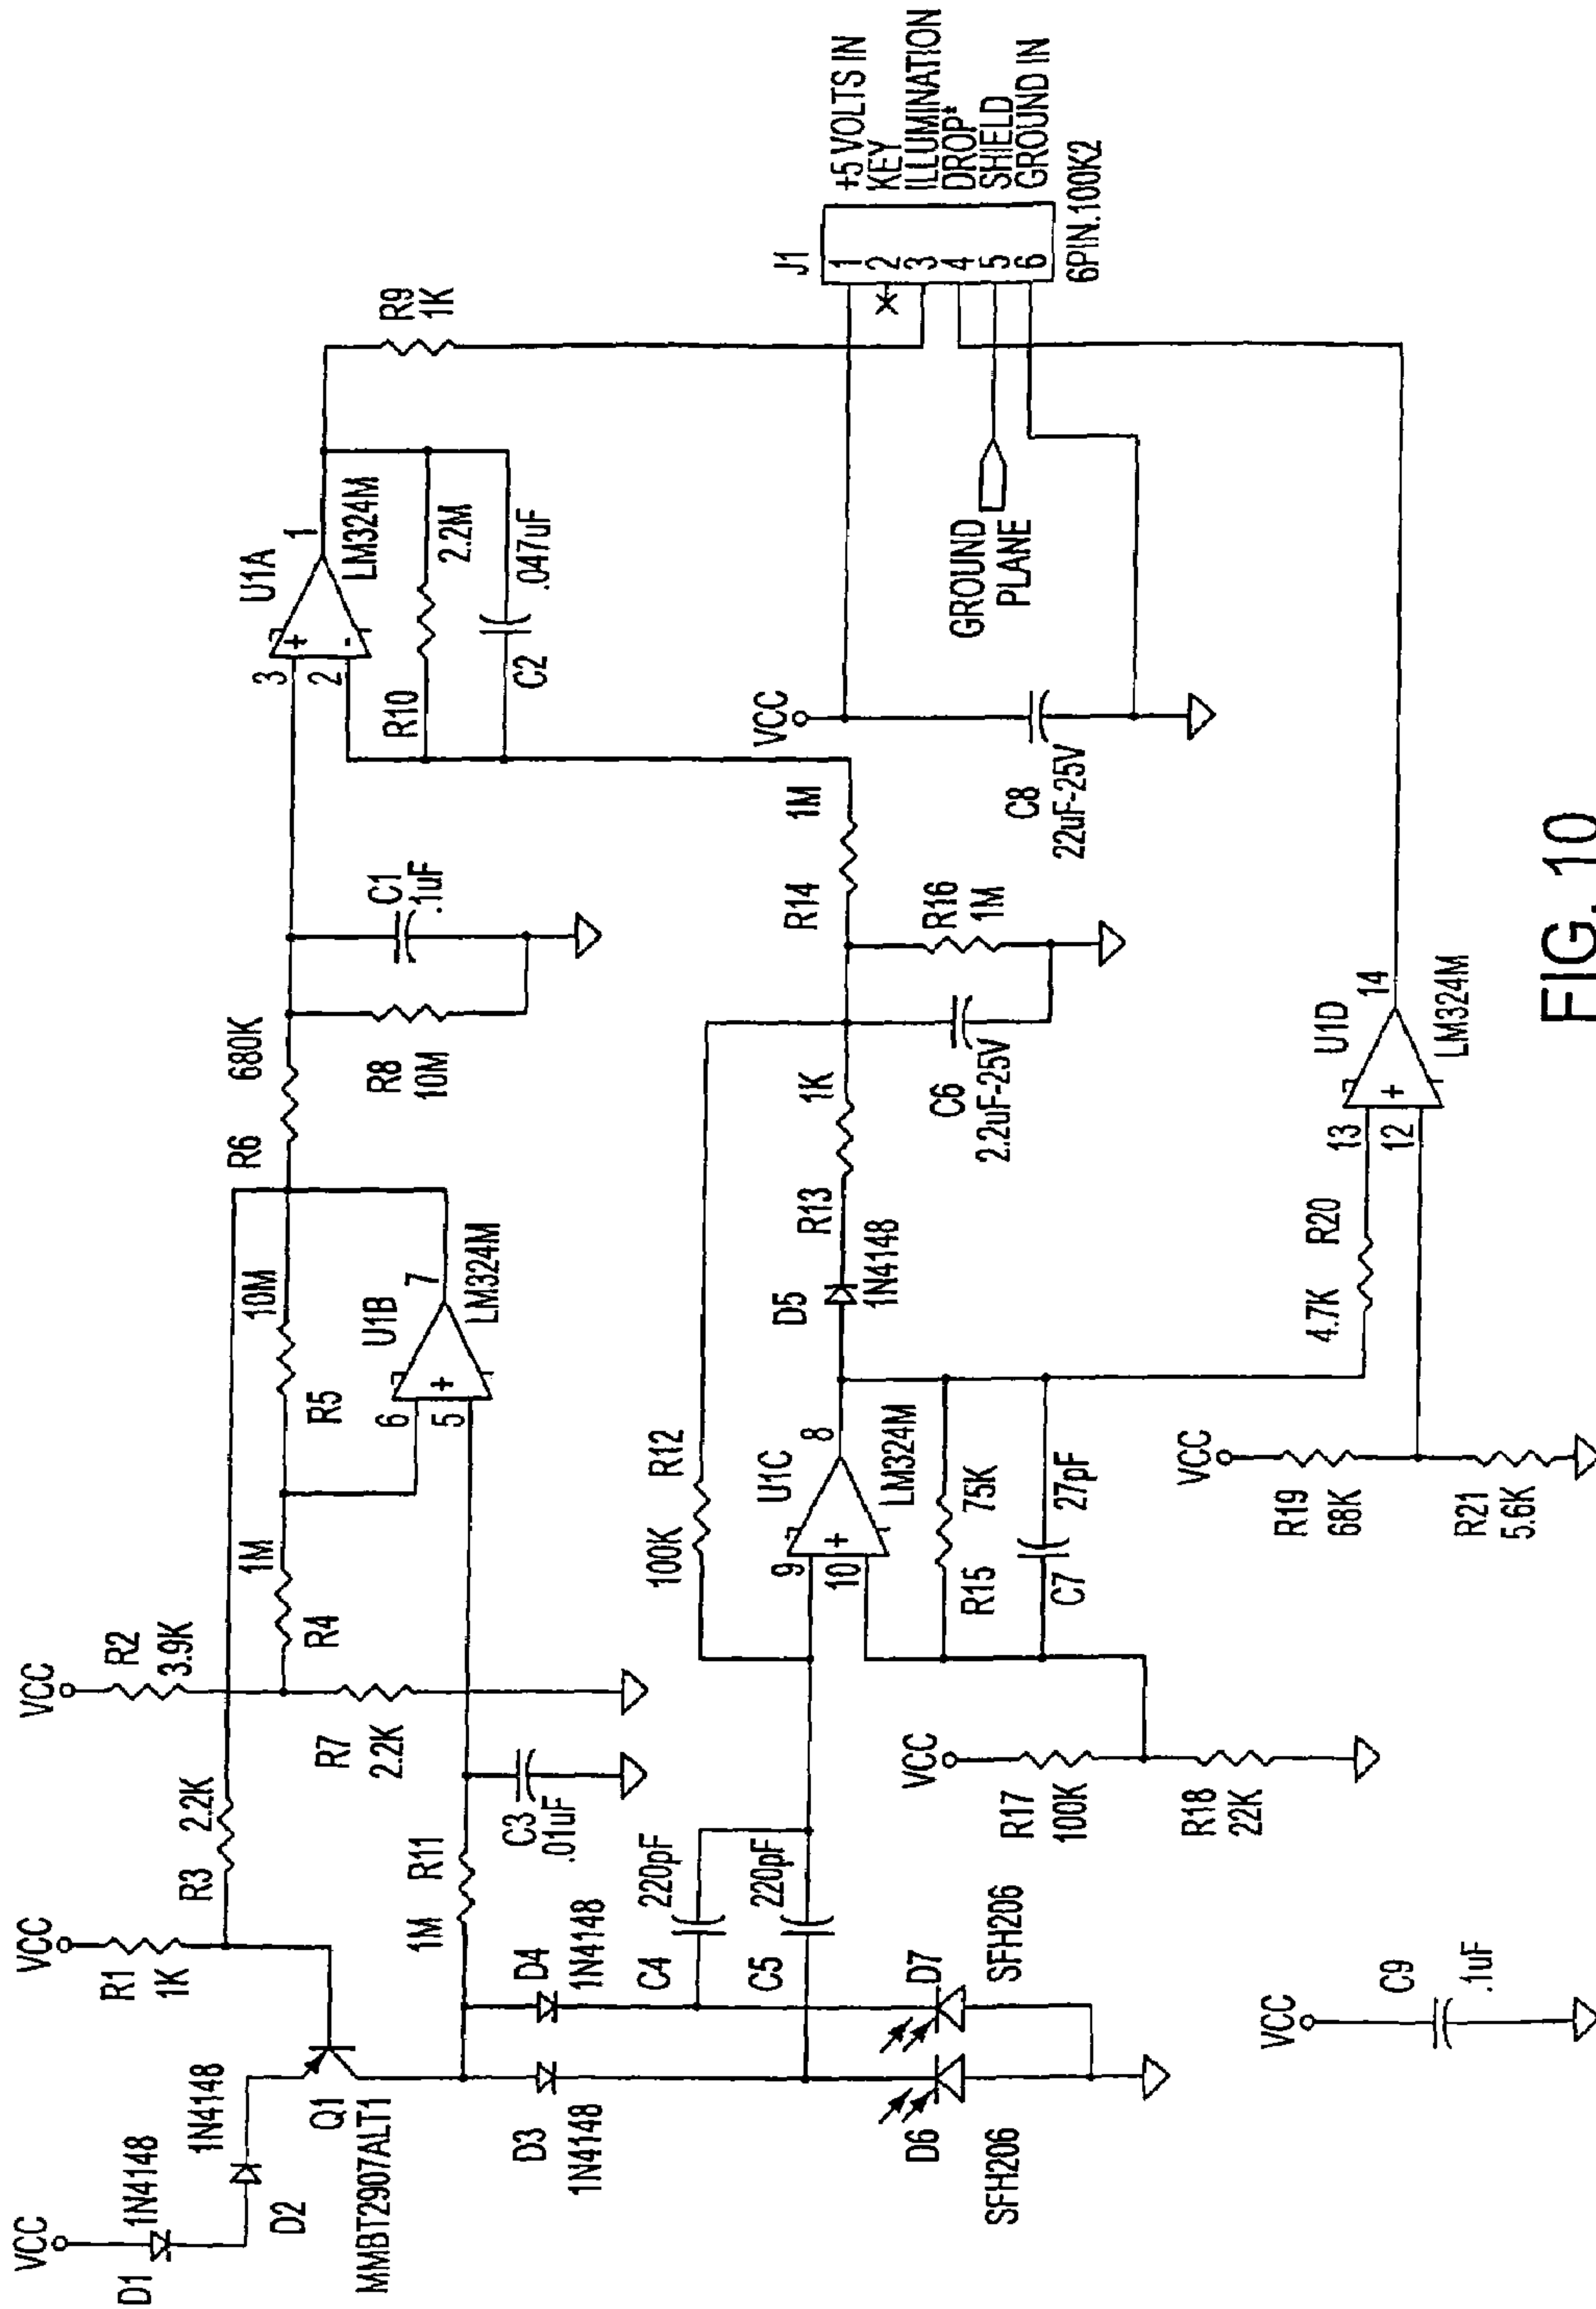 VCC
D1
1N4148
D2
1N4148
Q1
MMBT2907ALT1
VCC
R1
1K
R3
2.2K
VCC
R2
3.9K
R4
1M
R7
2.2K
R5
10M
6
5
+
U1B
7
LM324M
R6
680K
R8
10M
C1
.1uF
3
2
+
-
U1A
1
LM324M
R10
2.2M
C2
.047uF
R9
1K
1M
R11
C3
.01uF
D3
1N4148
D4
1N4148
C4
220pF
C5
220pF
D6
SFH206
D7
SFH206
100K
R12
9
10
+
U1C
8
LM324M
R15
75K
C7
27pF
VCC
R17
100K
R18
22K
D5
1N4148
R13
1K
C6
2.2uF-25V
R14
1M
R16
1M
VCC
C8
22uF-25V
GROUND
PLANE
J1
1
2
3
4
5
6
+5 VOLTS IN
KEY
ILLUMINATION
DROP*
SHIELD
GROUND IN
6PIN.100K2
VCC
C9
.1uF
VCC
R19
68K
R21
5.6K
4.7K
R20
13
12
+
U1D
14
LM324M
FIG. 10